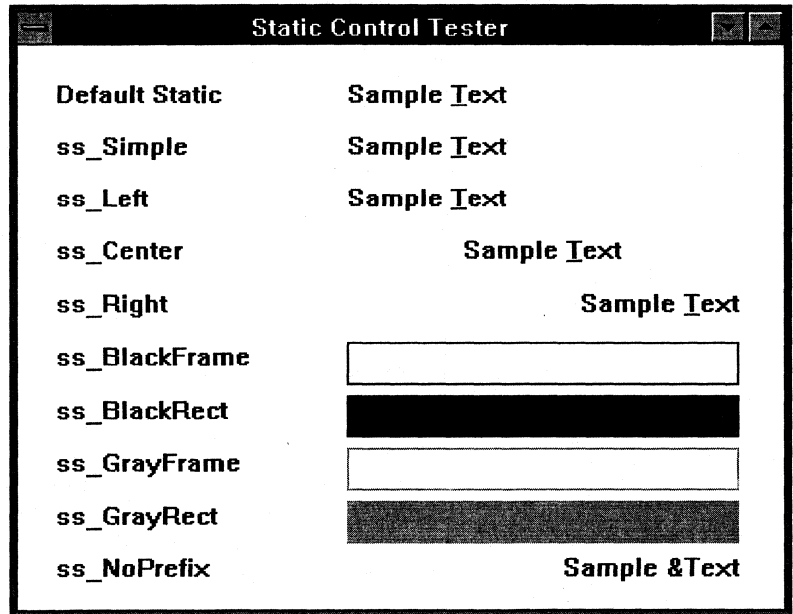 Static Control Tester
Default Static Sample Text
ss_Simple Sample Text
ss_Left Sample Text
ss_Center Sample Text
ss_Right Sample Text
ss_BlackFrame
ss_BlackRect
ss_GrayFrame
ss_GrayRect
ss_NoPrefix Sample &Text